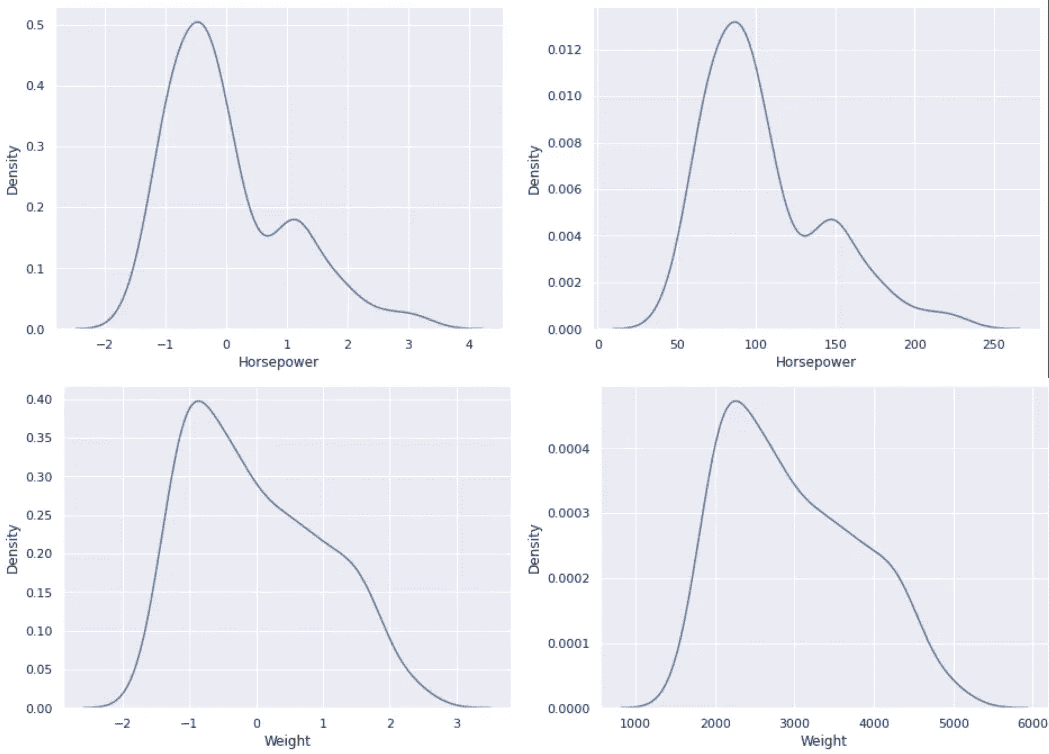 0.5
0.4
0.3
0.2
0.1
0.0
Density
−2 −1 0 1 2 3 4
Horsepower
0.012
0.010
0.008
0.006
0.004
0.002
0.000
Density
0 50 100 150 200 250
Horsepower
0.40
0.35
0.30
0.25
0.20
0.15
0.10
0.05
0.00
Density
−2 −1 0 1 2 3
Weight
0.0004
0.0003
0.0002
0.0001
0.0000
Density
1000 2000 3000 4000 5000 6000
Weight